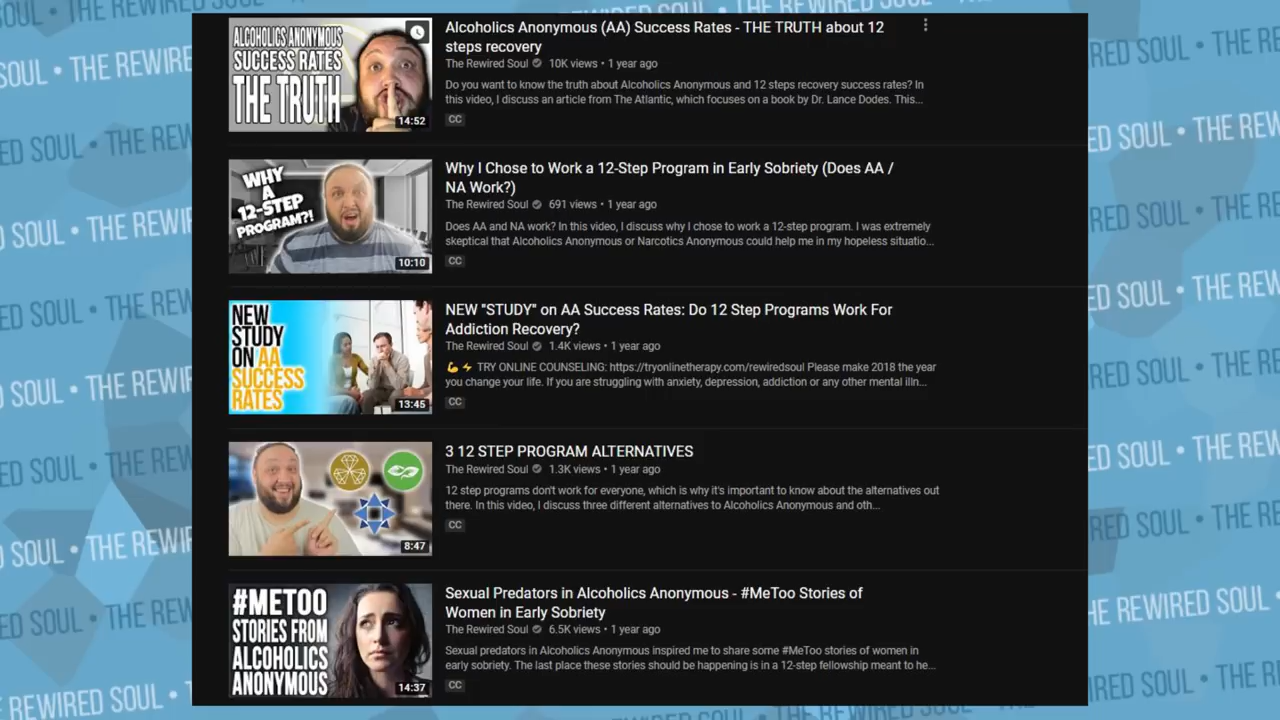 ALCOHOLICS ANONYMOUS
SUCCESS RATES
THE TRUTH
14:52
Alcoholics Anonymous (AA) Success Rates - THE TRUTH about 12
steps recovery
The Rewired Soul 10K views • 1 year ago
Do you want to know the truth about Alcoholics Anonymous and 12 steps recovery success rates? In
this video, I discuss an article from The Atlantic, which focuses on a book by Dr. Lance Dodes. This...
CC
WHY
A
12-STEP
PROGRAM?!
10:10
Why I Chose to Work a 12-Step Program in Early Sobriety (Does AA /
NA Work?)
The Rewired Soul 691 views • 1 year ago
Does AA and NA work? In this video, I discuss why I chose to work a 12-step program. I was extremely
skeptical that Alcoholics Anonymous or Narcotics Anonymous could help me in my hopeless situatio...
CC
NEW
STUDY
ON AA
SUCCESS
RATES
13:45
NEW "STUDY" on AA Success Rates: Do 12 Step Programs Work For
Addiction Recovery?
The Rewired Soul 1.4K views • 1 year ago
💪⚡ TRY ONLINE COUNSELING: https://tryonlinetherapy.com/rewiredsoul Please make 2018 the year
you change your life. If you are struggling with anxiety, depression, addiction or any other mental illn...
CC
8:47
3 12 STEP PROGRAM ALTERNATIVES
The Rewired Soul 1.3K views • 1 year ago
12 step programs don't work for everyone, which is why it's important to know about the alternatives out
there. In this video, I discuss three different alternatives to Alcoholics Anonymous and oth...
CC
#METOO
STORIES FROM
ALCOHOLICS
ANONYMOUS
14:37
Sexual Predators in Alcoholics Anonymous - #MeToo Stories of
Women in Early Sobriety
The Rewired Soul 6.5K views • 1 year ago
Sexual predators in Alcoholics Anonymous inspired me to share some #MeToo stories of women in
early sobriety. The last place these stories should be happening is in a 12-step fellowship meant to he...
CC
SOUL • THE REWIRED
SOUL • THE REWIRE
REWIRED SOUL •